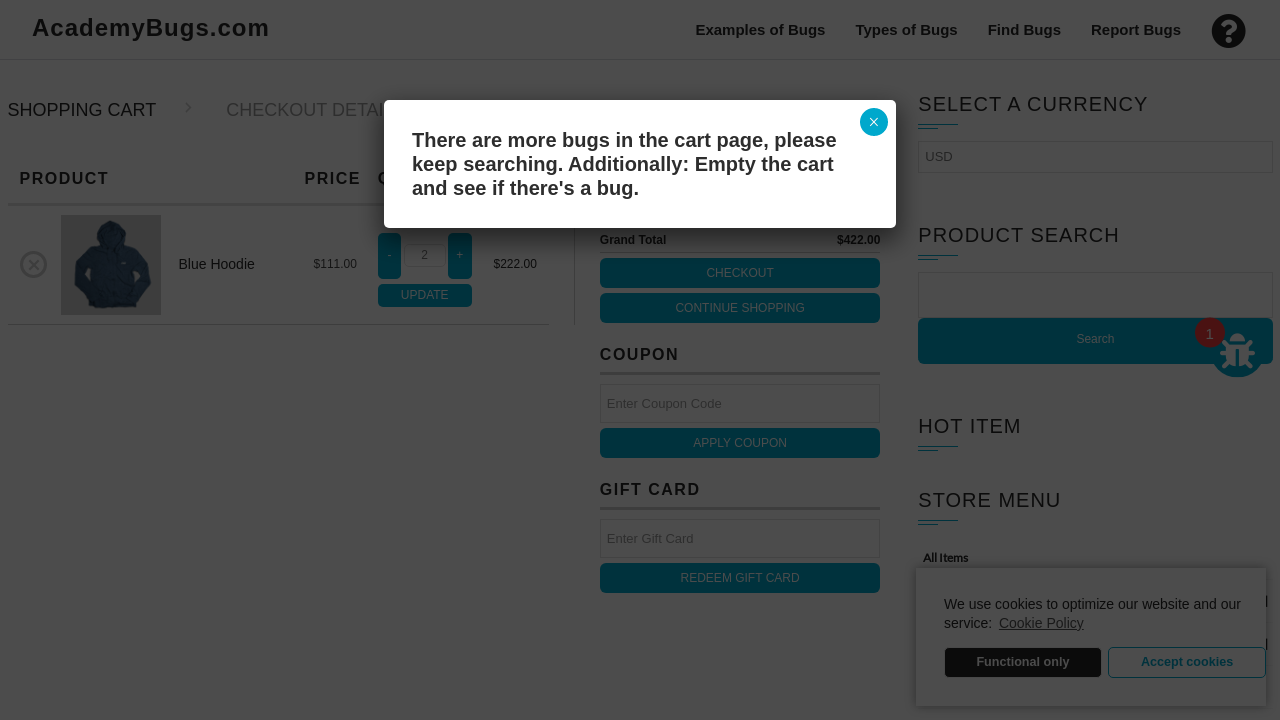 AcademyBugs.com
Examples of Bugs
Types of Bugs
Find Bugs
Report Bugs
SHOPPING CART
CHECKOUT
×
There are more bugs in the cart page, please
keep searching. Additionally: Empty the cart
and see if there's a bug.
PRODUCT
PRICE
Blue Hoodie
$111.00
-
2
+
UPDATE
$222.00
Grand Total
$422.00
CHECKOUT
CONTINUE SHOPPING
COUPON
Enter Coupon Code
APPLY COUPON
GIFT CARD
Enter Gift Card
REDEEM GIFT CARD
SELECT A CURRENCY
USD
PRODUCT SEARCH
Search
1
HOT ITEM
STORE MENU
All Items
We use cookies to optimize our website and our
service: Cookie Policy
Functional only
Accept cookies